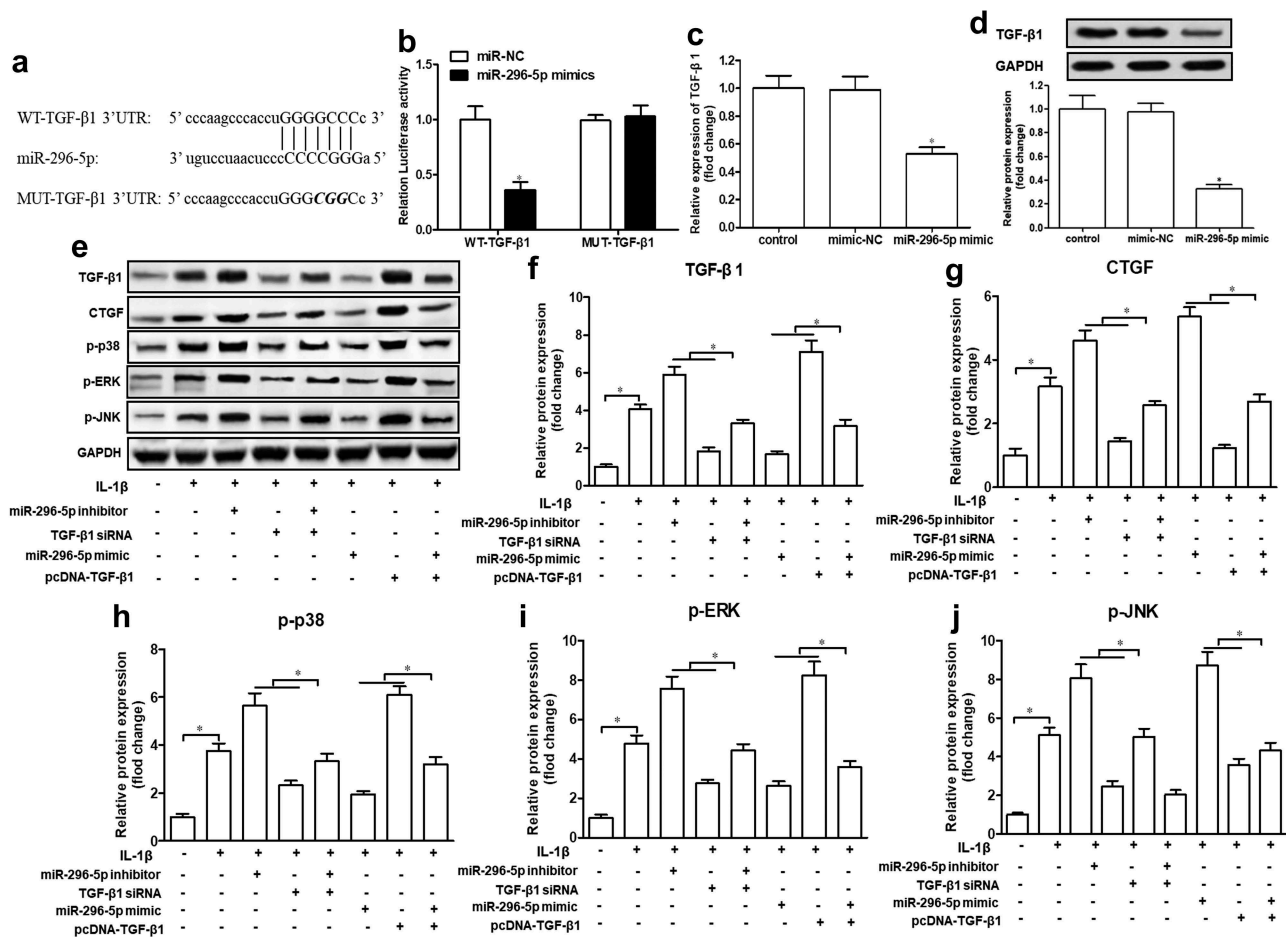 a
WT-TGF-β1 3’UTR: 5’ cccaagcccaccuGGGGCCCc 3’
miR-296-5p: 3’ uguccuaacucccCCCCGGGa 5’
MUT-TGF-β1 3’UTR: 5’ cccaagcccaccuGGGCGGCc 3’
b
miR-NC
miR-296-5p mimics
Relation Luciferase activity
1.5
1.0
0.5
0.0
*
WT-TGF-β1 MUT-TGF-β1
c
Relative expression of TGF-β 1
(flod change)
1.2
1.0
0.8
0.6
0.4
0.2
0
*
control mimic-NC miR-296-5p mimic
d
TGF-β1
GAPDH
Relative protein expression
(fold change)
1.2
1.0
0.8
0.6
0.4
0.2
0
*
control mimic-NC miR-296-5p mimic
e
TGF-β1
CTGF
p-p38
p-ERK
p-JNK
GAPDH
IL-1β - + + + + + + +
miR-296-5p inhibitor - - + - + - - -
TGF-β1 siRNA - - - + + - - -
miR-296-5p mimic - - - - - + - +
pcDNA-TGF-β1 - - - - - - + +
f
TGF-β 1
Relative protein expression
(fold change)
10
8
6
4
2
0
* * *
IL-1β - + + + + + + +
miR-296-5p inhibitor - - + - + - - -
TGF-β1 siRNA - - - + + - - -
miR-296-5p mimic - - - - - + - +
pcDNA-TGF-β1 - - - - - - + +
g
CTGF
Relative protein expression
(flod change)
6
4
2
0
* * *
IL-1β - + + + + + + +
miR-296-5p inhibitor - - + - + - - -
TGF-β1 siRNA - - - + + - - -
miR-296-5p mimic - - - - - + - +
pcDNA-TGF-β1 - - - - - - + +
h
p-p38
Relative protein expression
(flod change)
8
6
4
2
0
* * *
IL-1β - + + + + + + +
miR-296-5p inhibitor - - + - + - - -
TGF-β1 siRNA - - - + + - - -
miR-296-5p mimic - - - - - + - +
pcDNA-TGF-β1 - - - - - - + +
i
p-ERK
Relative protein expression
(flod change)
10
8
6
4
2
0
* * *
IL-1β - + + + + + + +
miR-296-5p inhibitor - - + - + - - -
TGF-β1 siRNA - - - + + - - -
miR-296-5p mimic - - - - - + - +
pcDNA-TGF-β1 - - - - - - + +
j
p-JNK
Relative protein expression
(flod change)
10
8
6
4
2
0
* * *
IL-1β - + + + + + + +
miR-296-5p inhibitor - - + - + - - -
TGF-β1 siRNA - - - + + - - -
miR-296-5p mimic - - - - - + - +
pcDNA-TGF-β1 - - - - - - + +